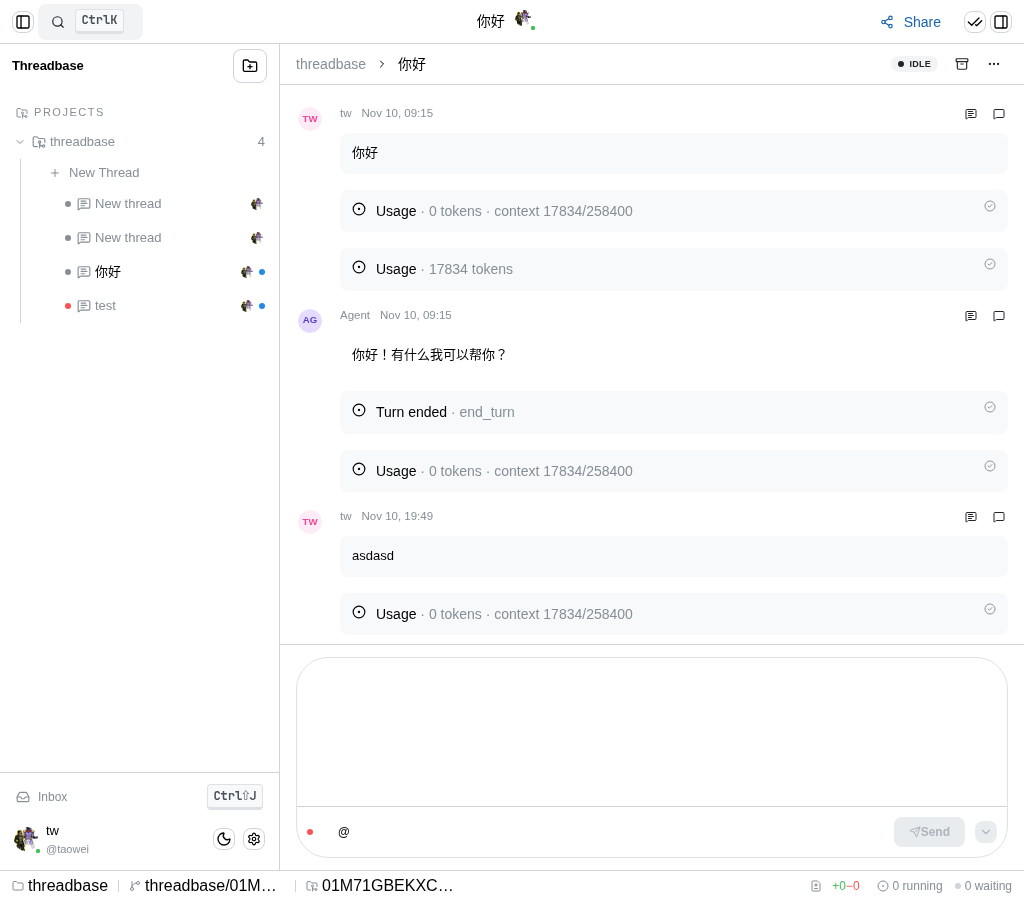 CtrlK
你好
Share
Threadbase
PROJECTS
threadbase 4
New Thread
New thread
New thread
你好
test
Inbox Ctrl⇧J
tw
@taowei
threadbase › 你好
IDLE
TW tw Nov 10, 09:15
你好
Usage · 0 tokens · context 17834/258400
Usage · 17834 tokens
AG Agent Nov 10, 09:15
你好！有什么我可以帮你？
Turn ended · end_turn
Usage · 0 tokens · context 17834/258400
TW tw Nov 10, 19:49
asdasd
Usage · 0 tokens · context 17834/258400
@ Send
threadbase threadbase/01M… 01M71GBEKXC… +0−0 0 running 0 waiting